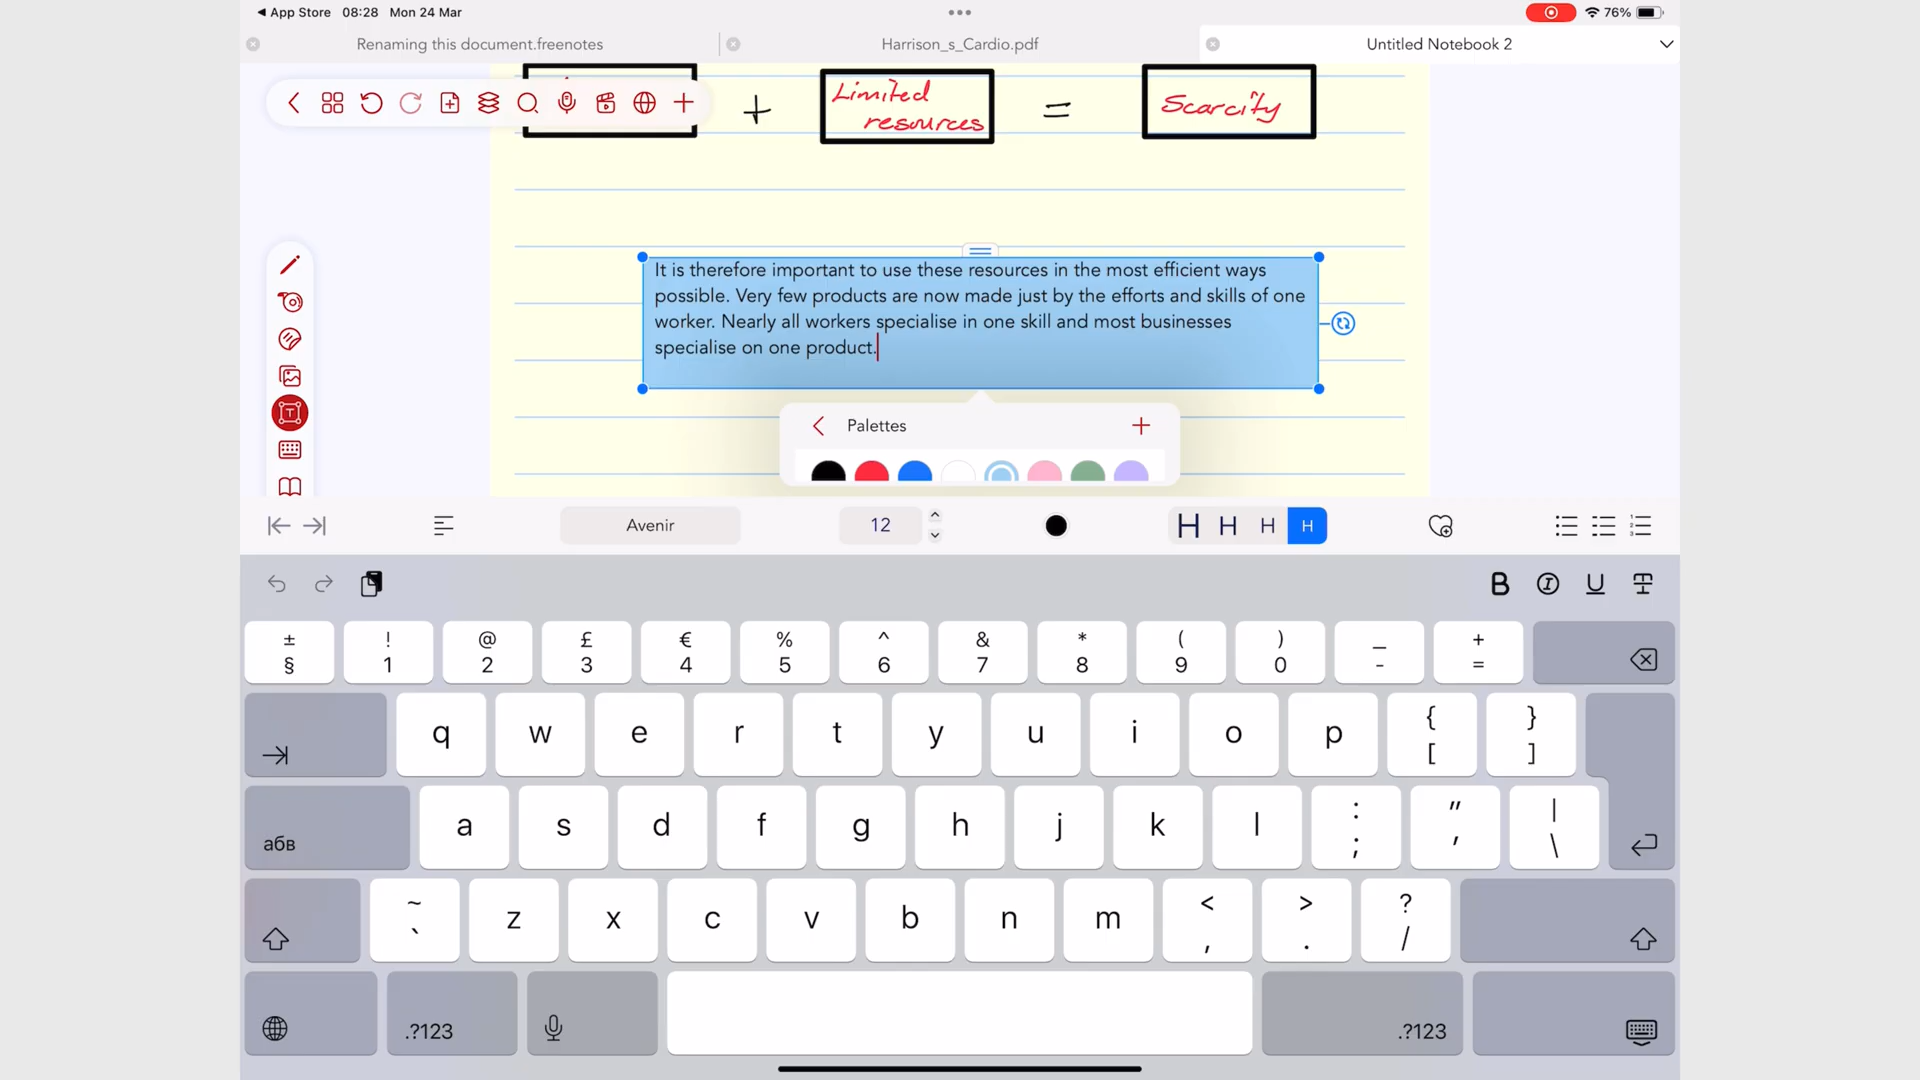 App Store 08:28 Mon 24 Mar
76%
Renaming this document.freenotes
Harrison_s_Cardio.pdf
Untitled Notebook 2
+
Limited
resources
=
Scarcity
It is therefore important to use these resources in the most efficient ways
possible. Very few products are now made just by the efforts and skills of one
worker. Nearly all workers specialise in one skill and most businesses
specialise on one product.
Palettes
Avenir
12
H H H H
B I U T
± ! @ £ € % ^ & * ( ) _ +
§ 1 2 3 4 5 6 7 8 9 0 - =
q w e r t y u i o p { }
[ ]
абв a s d f g h j k l : " |
; ' \
~ z x c v b n m < > ?
` , . /
.?123 .?123